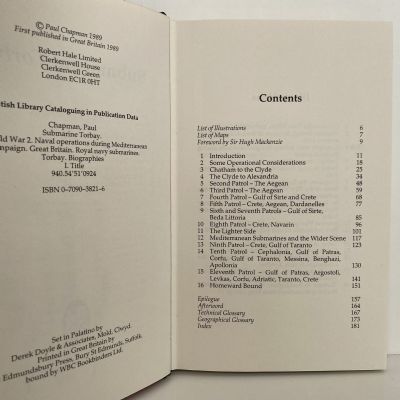 © Paul Chapman 1989
First published in Great Britain 1989
Robert Hale Limited
Clerkenwell House
Clerkenwell Green
London EC1R 0HT
tish Library Cataloguing in Publication Data
Chapman, Paul
Submarine Torbay.
ld War 2. Naval operations during Mediterranean
mpaign. Great Britain. Royal navy submarines.
Torbay. Biographies
I. Title
940.54'51'0924
ISBN 0-7090-3821-6
Set in Palatino by
Derek Doyle & Associates, Mold, Clwyd.
Printed in Great Britain by
Edmundsbury Press, Bury St Edmunds, Suffolk.
bound by WBC Bookbinders Ltd.
Contents
List of Illustrations 6
List of Maps 7
Foreword by Sir Hugh Mackenzie 9
1 Introduction 11
2 Some Operational Considerations 18
3 Chatham to the Clyde 25
4 The Clyde to Alexandria 34
5 Second Patrol – The Aegean 51
6 Third Patrol – The Aegean 59
7 Fourth Patrol – Gulf of Sirte and Crete 68
8 Fifth Patrol – Crete, Aegean, Dardanelles 77
9 Sixth and Seventh Patrols – Gulf of Sirte,
Beda Littoria 85
10 Eighth Patrol – Crete, Navarin 96
11 The Lighter Side 101
12 Mediterranean Submarines and the Wider Scene 117
13 Ninth Patrol – Crete, Gulf of Taranto 123
14 Tenth Patrol – Cephalonia, Gulf of Patras,
Corfu, Gulf of Taranto, Messina, Benghazi,
Apollonia 130
15 Eleventh Patrol – Gulf of Patras, Argostoli,
Levkas, Corfu, Adriatic, Taranto, Crete 141
16 Homeward Bound 151
Epilogue 157
Afterword 164
Technical Glossary 167
Geographical Glossary 173
Index 181